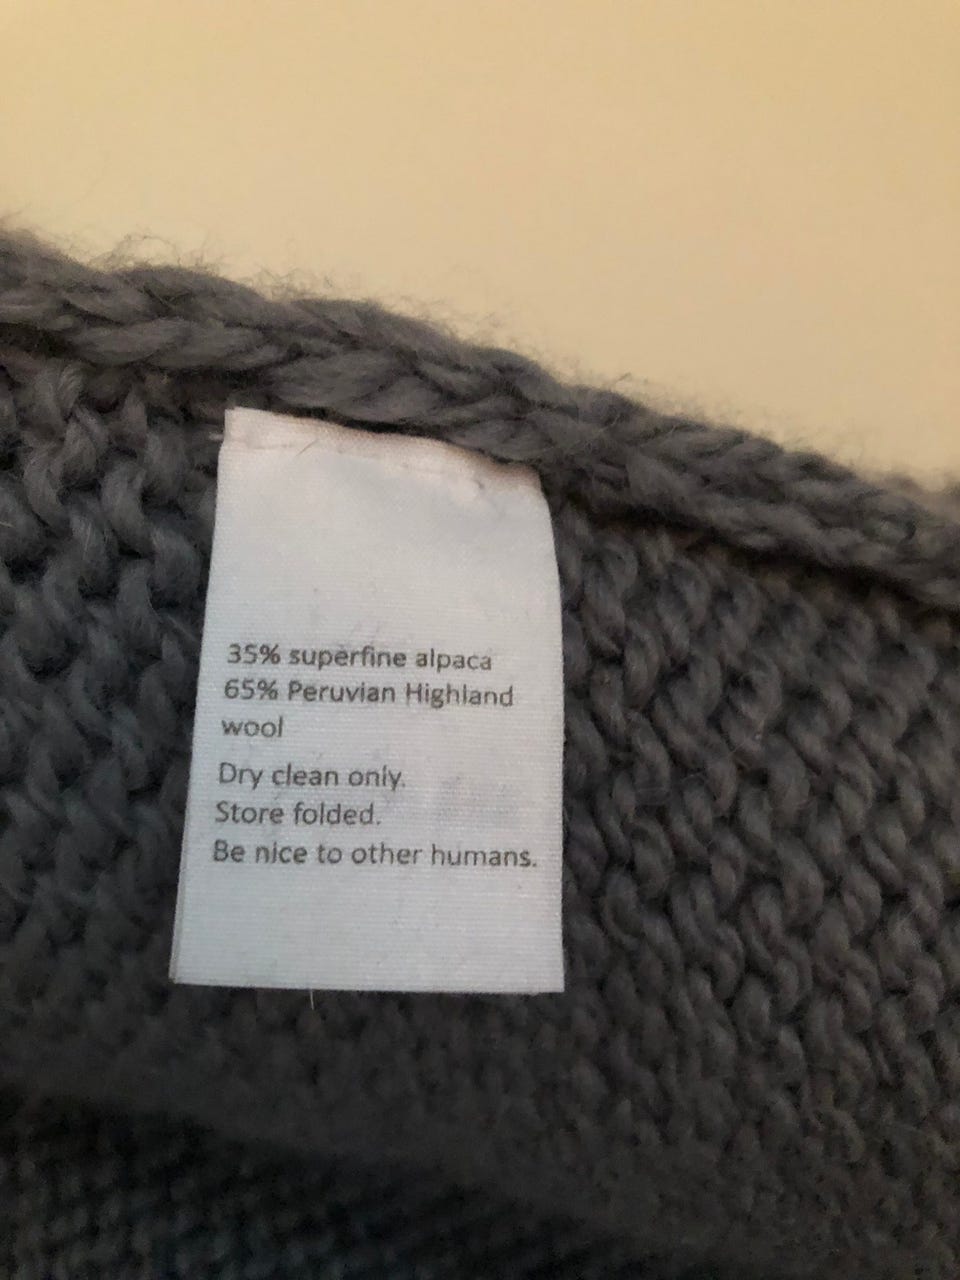 35% superfine alpaca
65% Peruvian Highland
wool
Dry clean only.
Store folded.
Be nice to other humans.